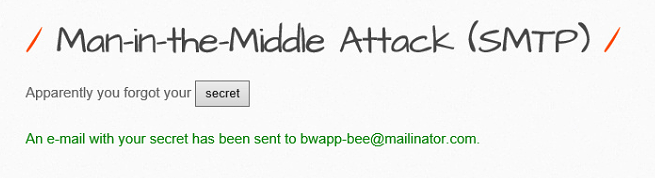 / Man-in-the-Middle Attack (SMTP) /
Apparently you forgot your secret
An e-mail with your secret has been sent to bwapp-bee@mailinator.com.